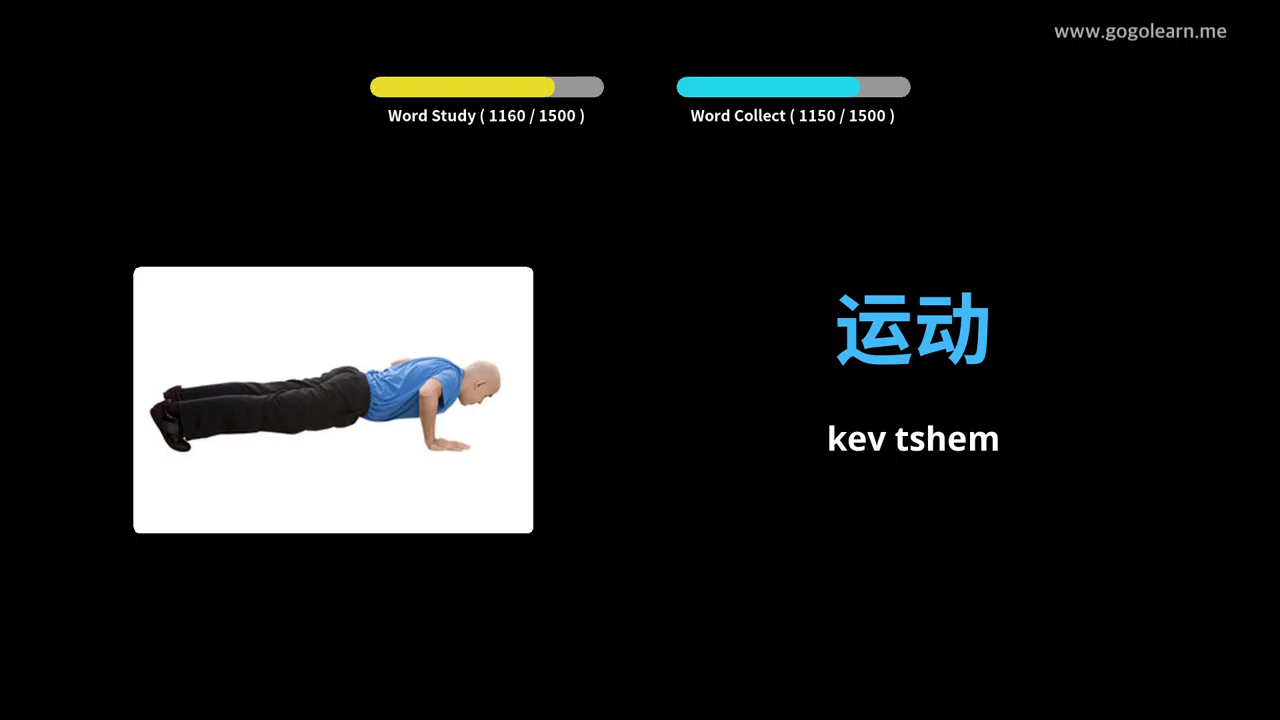 www.gogolearn.me
Word Study ( 1160 / 1500 )
Word Collect ( 1150 / 1500 )
运动
kev tshem